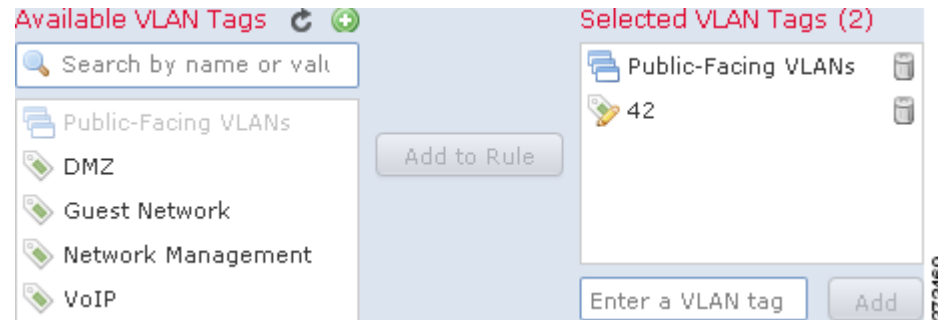 Available VLAN Tags
Search by name or valu
Public-Facing VLANs
DMZ
Guest Network
Network Management
VoIP
Add to Rule
Selected VLAN Tags (2)
Public-Facing VLANs
42
Enter a VLAN tag
Add